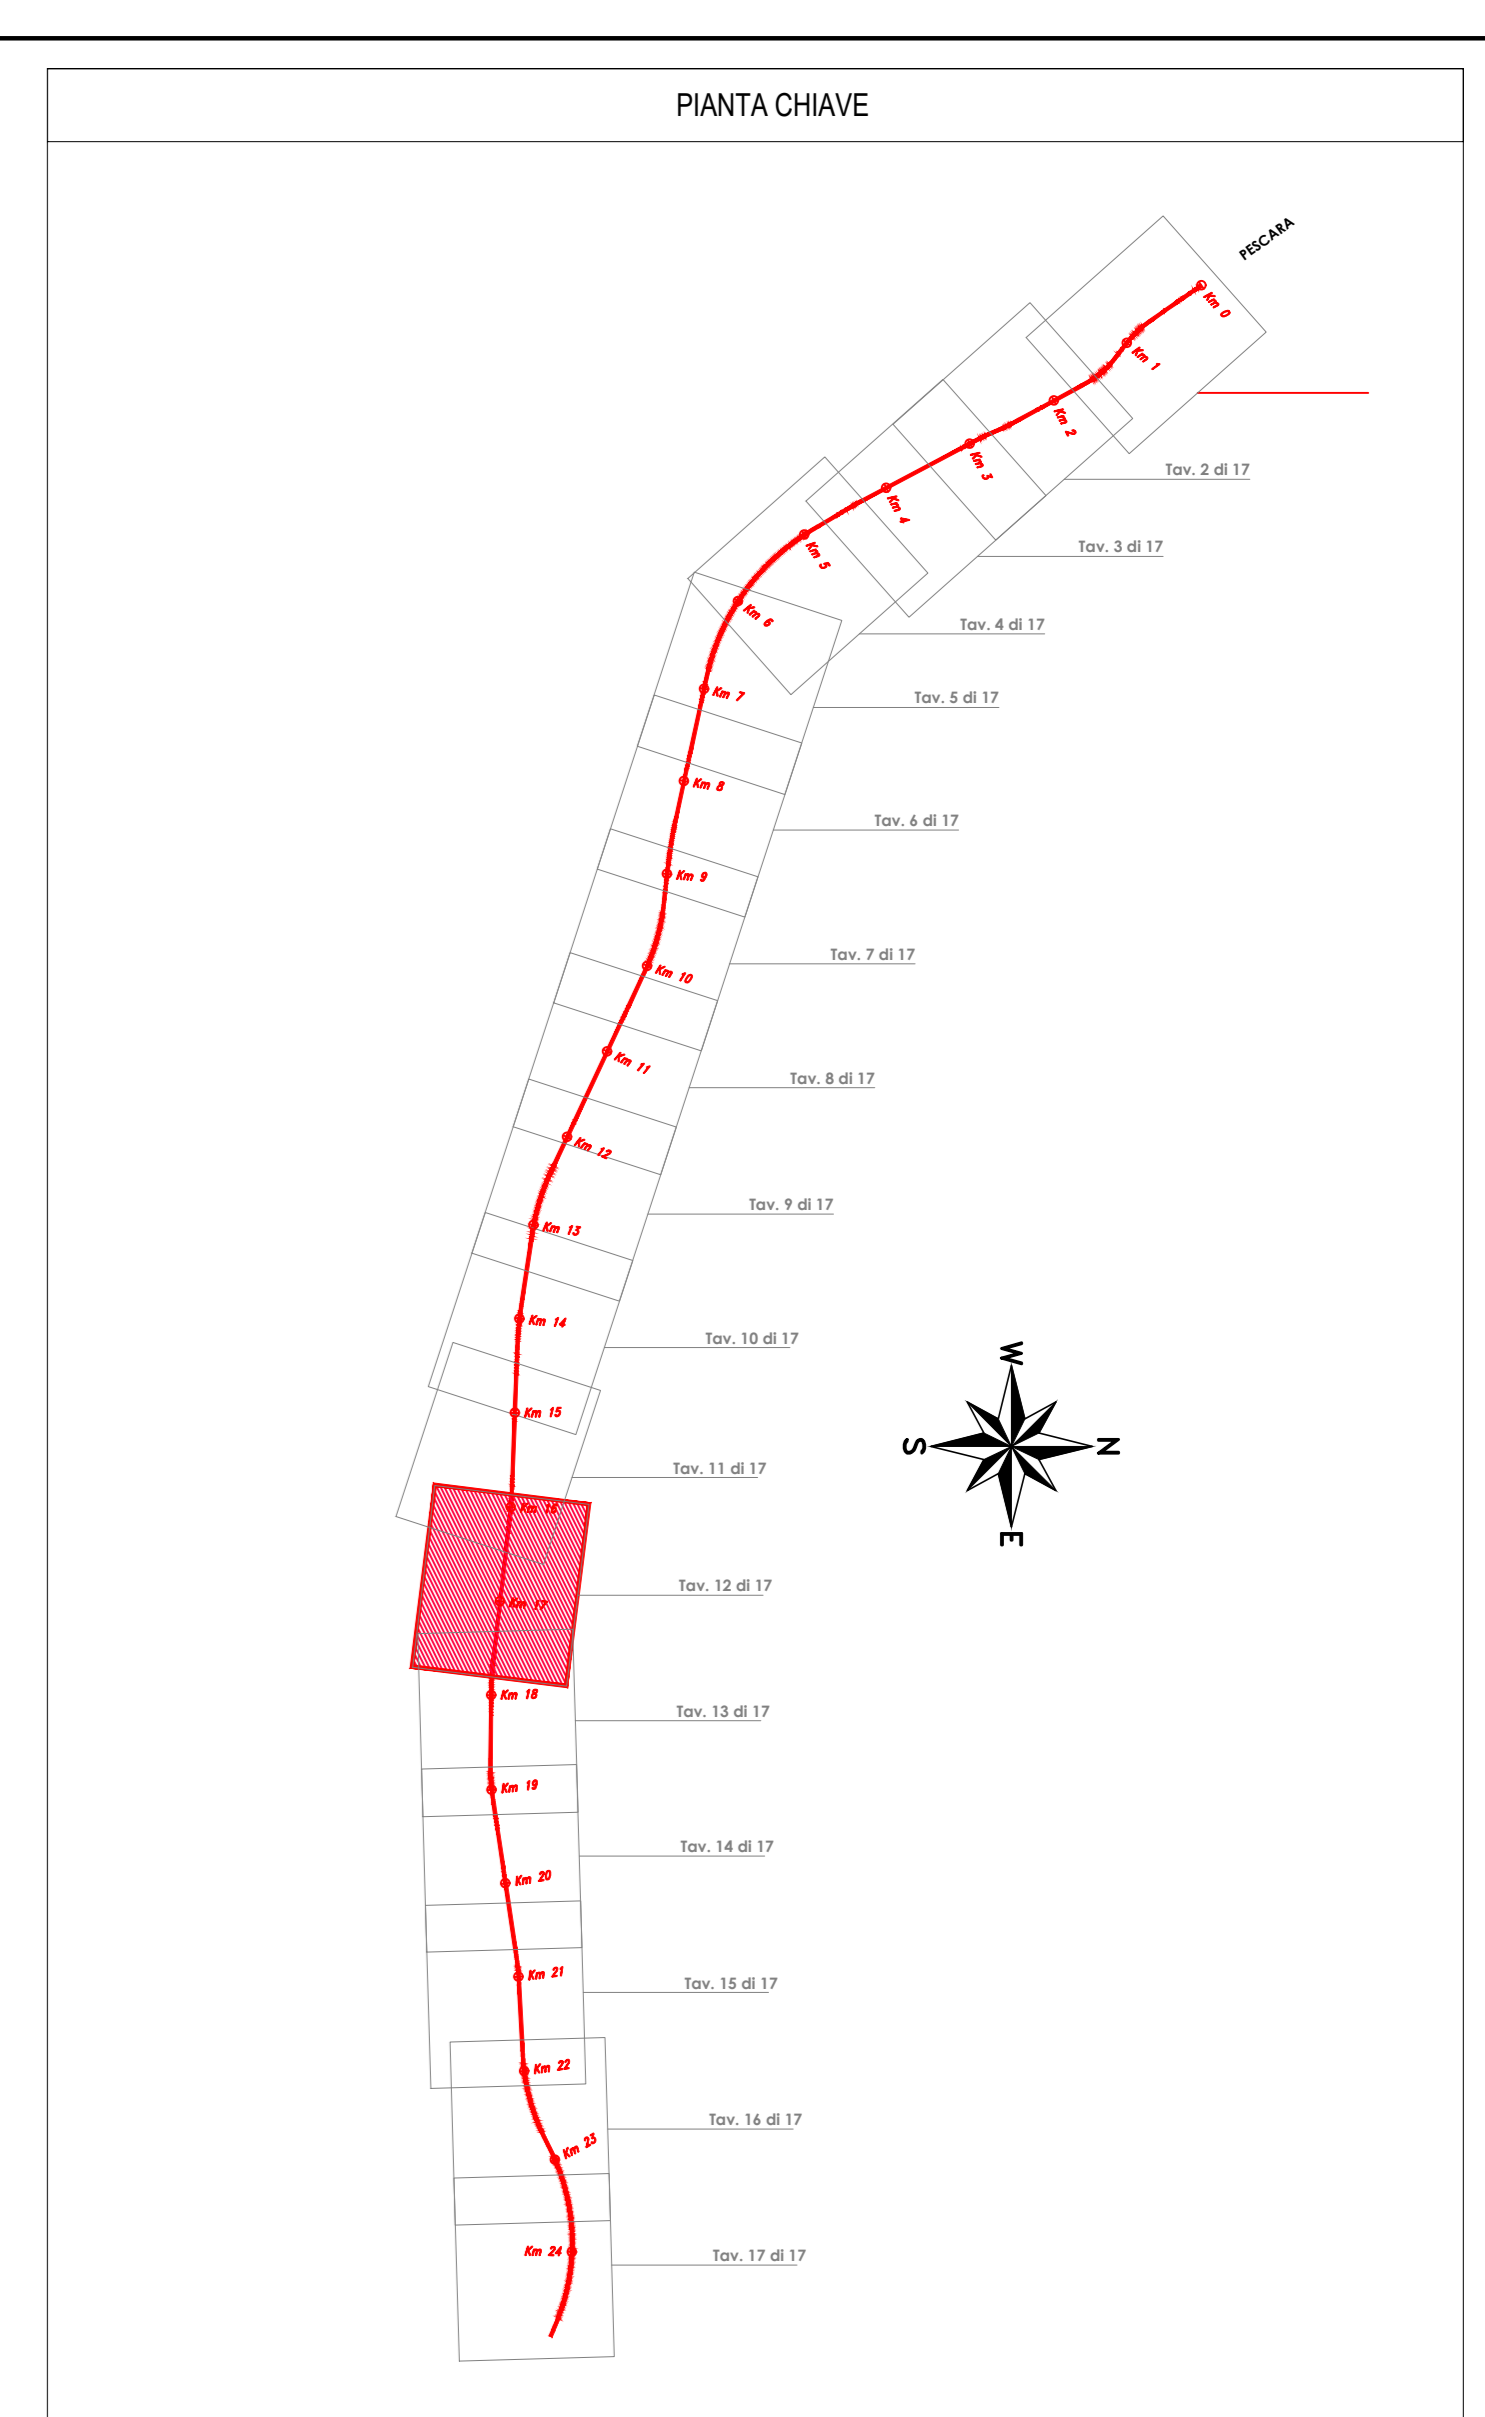 PIANTA CHIAVE
PESCARA
Km 0
Km 1
Km 2
Tav. 2 di 17
Km 3
Km 4
Tav. 3 di 17
Km 5
Km 6
Tav. 4 di 17
Km 7
Tav. 5 di 17
Km 8
Tav. 6 di 17
Km 9
Tav. 7 di 17
Km 10
Km 11
Tav. 8 di 17
Km 12
Tav. 9 di 17
Km 13
Km 14
Tav. 10 di 17
W
Km 15
S
N
Tav. 11 di 17
Km 16
E
Tav. 12 di 17
Km 17
Km 18
Tav. 13 di 17
Km 19
Tav. 14 di 17
Km 20
Km 21
Tav. 15 di 17
Km 22
Tav. 16 di 17
Km 23
Km 24
Tav. 17 di 17